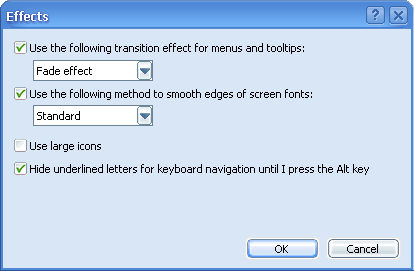 Effects
Use the following transition effect for menus and tooltips:
Fade effect
Use the following method to smooth edges of screen fonts:
Standard
Use large icons
Hide underlined letters for keyboard navigation until I press the Alt key
OK Cancel